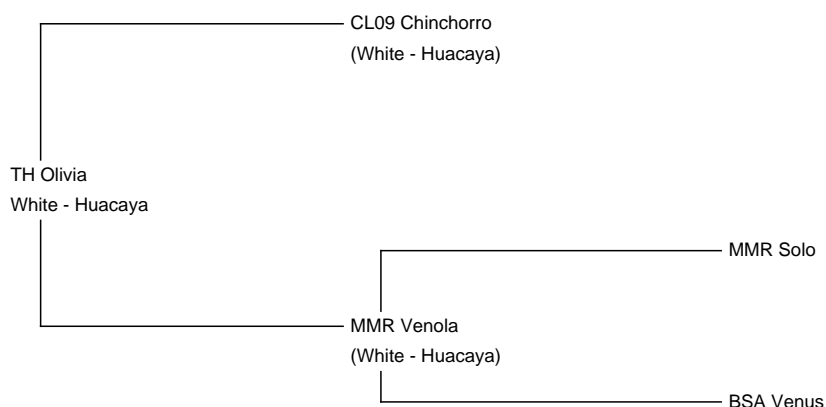 CL09 Chinchorro
(White - Huacaya)
TH Olivia
White - Huacaya
MMR Solo
MMR Venola
(White - Huacaya)
BSA Venus